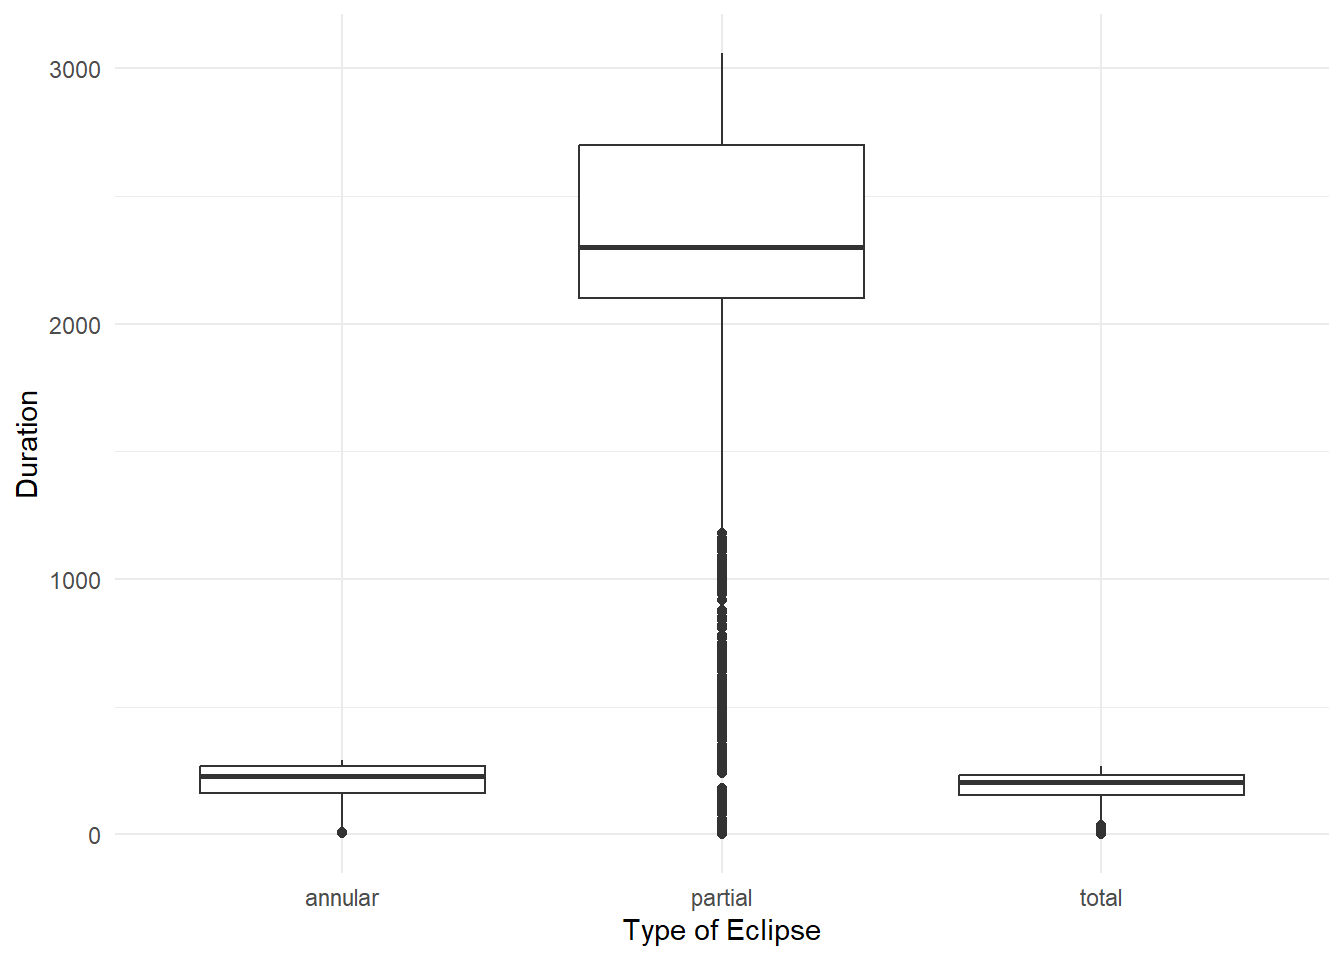 3000
2000
1000
0
Duration
annular
partial
total
Type of Eclipse